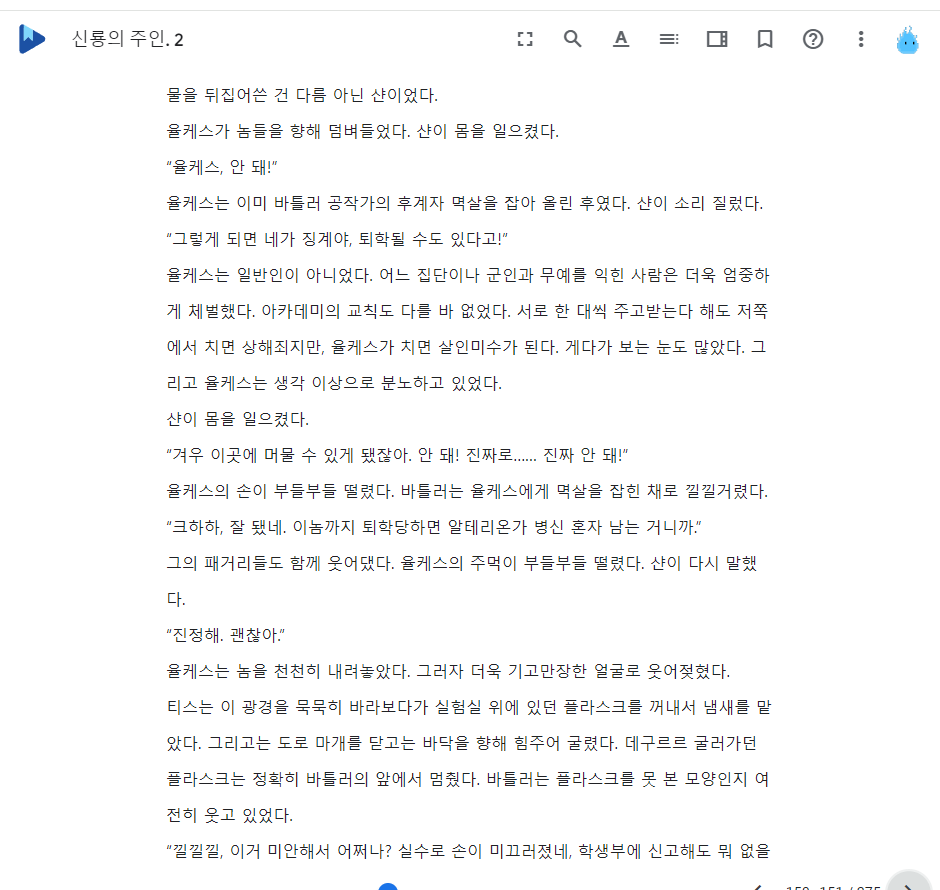 신룡의 주인. 2
물을 뒤집어쓴 건 다름 아닌 샨이었다.
율케스가 놈들을 향해 덤벼들었다. 샨이 몸을 일으켰다.
“율케스, 안 돼!”
율케스는 이미 바틀러 공작가의 후계자 멱살을 잡아 올린 후였다. 샨이 소리 질렀다.
“그렇게 되면 네가 징계야, 퇴학될 수도 있다고!”
율케스는 일반인이 아니었다. 어느 집단이나 군인과 무예를 익힌 사람은 더욱 엄중하
게 체벌했다. 아카데미의 교칙도 다를 바 없었다. 서로 한 대씩 주고받는다 해도 저쪽
에서 치면 상해죄지만, 율케스가 치면 살인미수가 된다. 게다가 보는 눈도 많았다. 그
리고 율케스는 생각 이상으로 분노하고 있었다.
샨이 몸을 일으켰다.
“겨우 이곳에 머물 수 있게 됐잖아. 안 돼! 진짜로…… 진짜 안 돼!”
율케스의 손이 부들부들 떨렸다. 바틀러는 율케스에게 멱살을 잡힌 채로 낄낄거렸다.
“크하하, 잘 됐네. 이놈까지 퇴학당하면 알테리온가 병신 혼자 남는 거니까.”
그의 패거리들도 함께 웃어댔다. 율케스의 주먹이 부들부들 떨렸다. 샨이 다시 말했
다.
“진정해. 괜찮아.”
율케스는 놈을 천천히 내려놓았다. 그러자 더욱 기고만장한 얼굴로 웃어젖혔다.
티스는 이 광경을 묵묵히 바라보다가 실험실 위에 있던 플라스크를 꺼내서 냄새를 맡
았다. 그리고는 도로 마개를 닫고는 바닥을 향해 힘주어 굴렸다. 데구르르 굴러가던
플라스크는 정확히 바틀러의 앞에서 멈췄다. 바틀러는 플라스크를 못 본 모양인지 여
전히 웃고 있었다.
“낄낄낄, 이거 미안해서 어쩌나? 실수로 손이 미끄러졌네, 학생부에 신고해도 뭐 없을